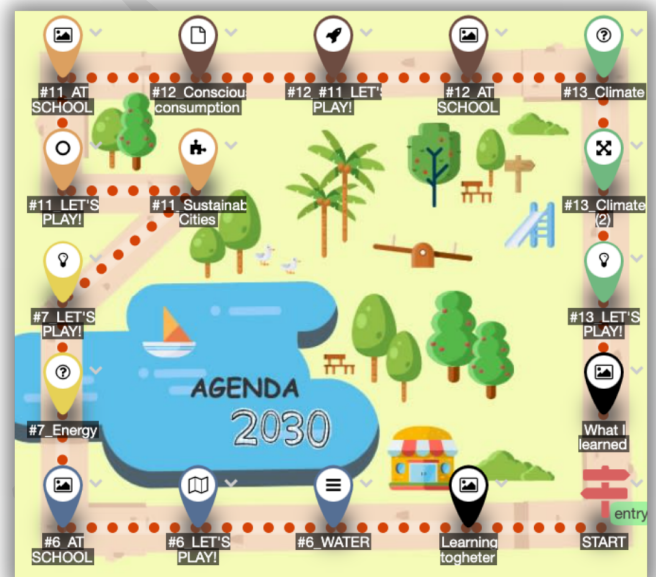 #11_AT
SCHOOL
#12_Consciou
consumption
#12_#11_LET'S
PLAY!
#12_AT
SCHOOL
#13_Climate
#11_LET'S
PLAY!
#11_Sustainab
Cities
#13_Climate
(2)
#7_LET'S
PLAY!
#13_LET'S
PLAY!
AGENDA
2030
#7_Energy
What I
learned
#6_AT
SCHOOL
#6_LET'S
PLAY!
#6_WATER
Learning
togheter
entry
START